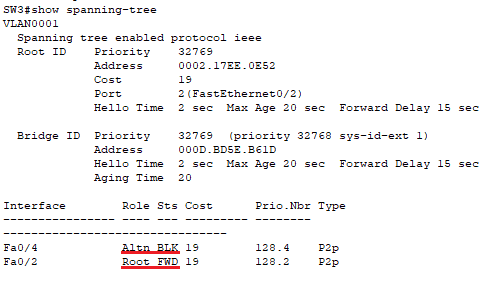 SW3#show spanning-tree
VLAN0001
  Spanning tree enabled protocol ieee
  Root ID    Priority    32769
             Address     0002.17EE.0E52
             Cost        19
             Port        2(FastEthernet0/2)
             Hello Time  2 sec  Max Age 20 sec  Forward Delay 15 sec

  Bridge ID  Priority    32769  (priority 32768 sys-id-ext 1)
             Address     000D.BD5E.B61D
             Hello Time  2 sec  Max Age 20 sec  Forward Delay 15 sec
             Aging Time  20

Interface        Role Sts Cost      Prio.Nbr Type
---------------- ---- --- --------- -------- --------------------------------
Fa0/4            Altn BLK 19        128.4    P2p
Fa0/2            Root FWD 19        128.2    P2p